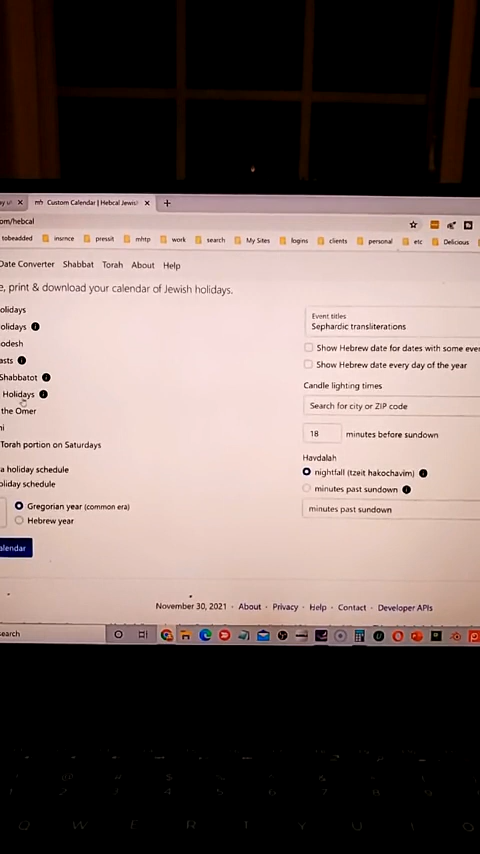 Custom Calendar | Hebcal Jewis
om/hebcal
tobeadded insrnce pressit mhtp work search My Sites logins clients personal etc Delicious
Date Converter Shabbat Torah About Help
e, print & download your calendar of Jewish holidays.
olidays
olidays
odesh
asts
Shabbatot
Holidays
the Omer
mi
Torah portion on Saturdays
a holiday schedule
oliday schedule
Gregorian year (common era)
Hebrew year
alendar
Event titles
Sephardic transliterations
Show Hebrew date for dates with some eve
Show Hebrew date every day of the year
Candle lighting times
Search for city or ZIP code
18 minutes before sundown
Havdalah
nightfall (tzeit hakochavim)
minutes past sundown
minutes past sundown
November 30, 2021 · About · Privacy · Help · Contact · Developer APIs
earch
Q W E R T Y U I O